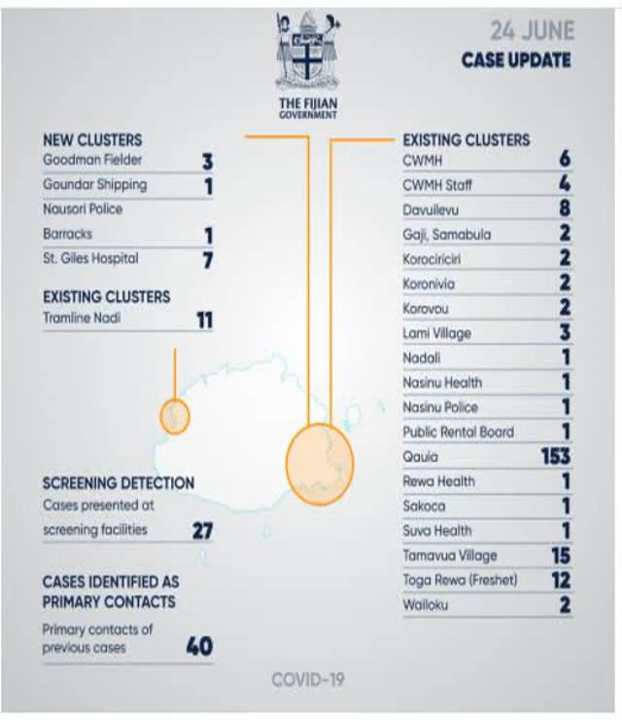 24 JUNE
CASE UPDATE
THE FIJIAN
GOVERNMENT
NEW CLUSTERS
Goodman Fielder 3
Goundar Shipping 1
Nausori Police
Barracks 1
St. Giles Hospital 7
EXISTING CLUSTERS
Tramline Nadi 11
SCREENING DETECTION
Cases presented at
screening facilities 27
CASES IDENTIFIED AS
PRIMARY CONTACTS
Primary contacts of
previous cases 40
EXISTING CLUSTERS
CWMH 6
CWMH Staff 4
Davuilevu 8
Gaji, Samabula 2
Korociriciri 2
Koronivia 2
Korovou 2
Lami Village 3
Nadali 1
Nasinu Health 1
Nasinu Police 1
Public Rental Board 1
Qauia 153
Rewa Health 1
Sakoca 1
Suva Health 1
Tamavua Village 15
Toga Rewa (Freshet) 12
Wailoku 2
COVID-19